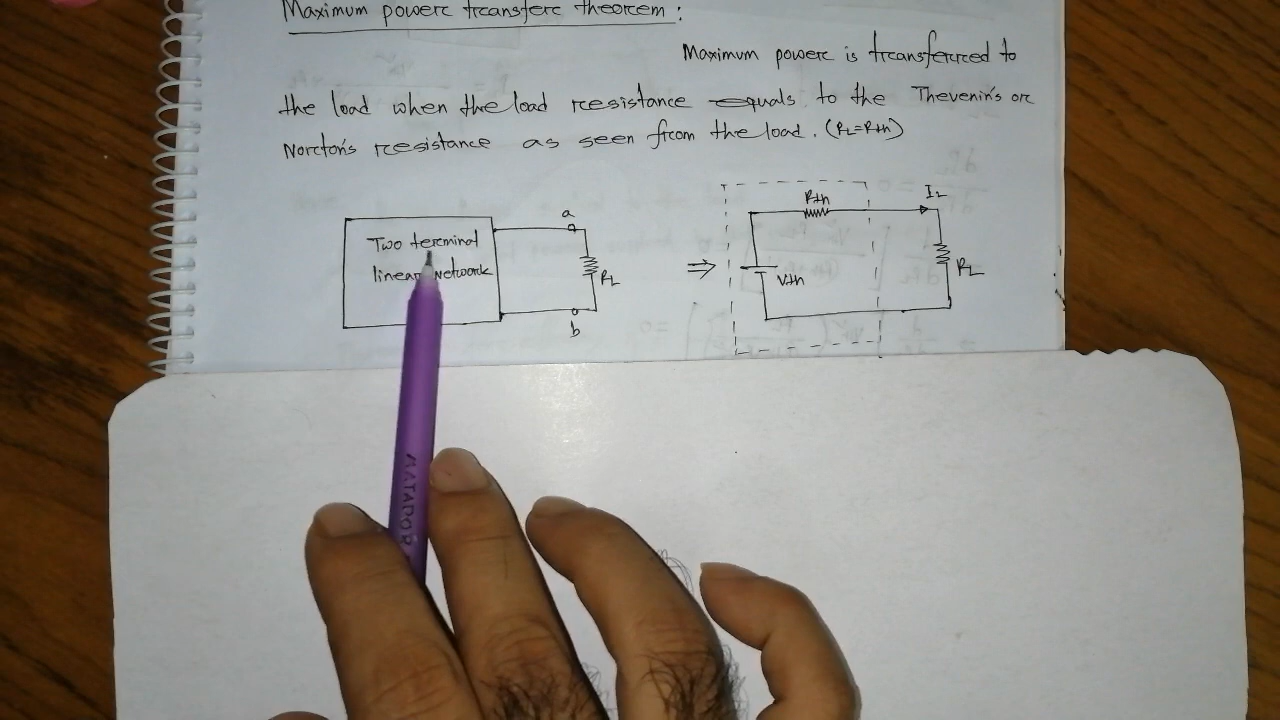 Maximum power transfer theorem:
Maximum power is transferred to
the load when the load resistance equals to the Thevenin's or
Norton's resistance as seen from the load. (RL=Rth)
a
Two terminal
linear network
RL
b
⇒
Rth
IL
Vth
RL
MATADOR